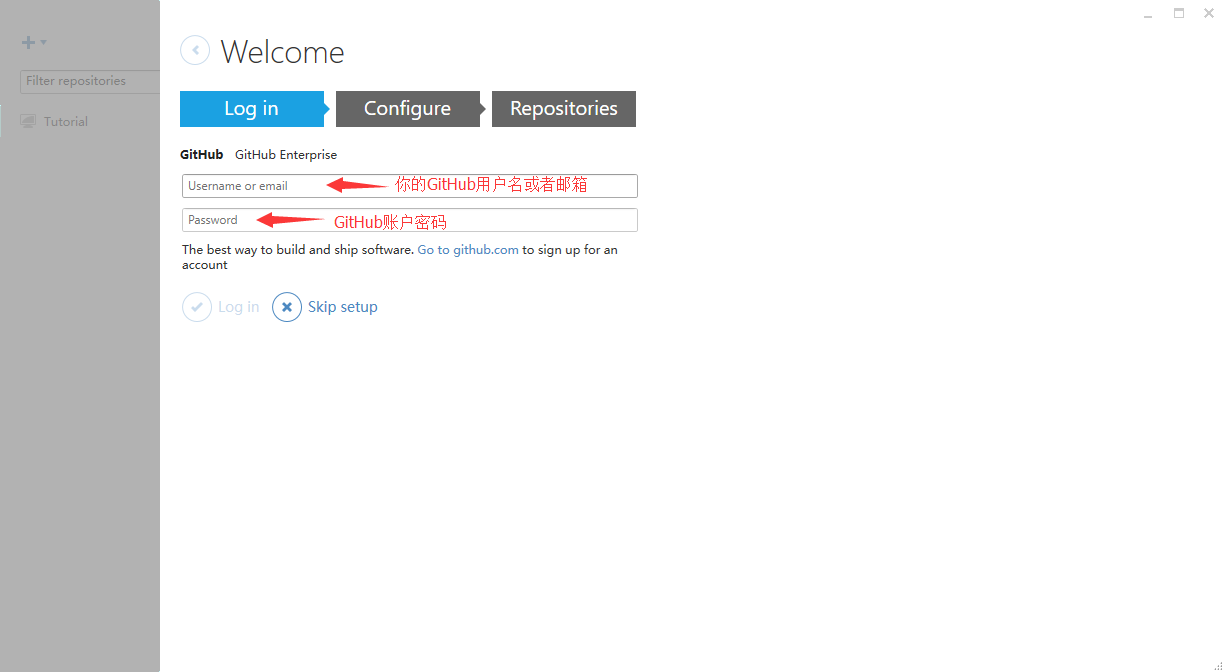 Welcome
Filter repositories
Tutorial
Log in
Configure
Repositories
GitHub GitHub Enterprise
Username or email
你的GitHub用户名或者邮箱
Password
GitHub账户密码
The best way to build and ship software. Go to github.com to sign up for an
account
Log in
Skip setup